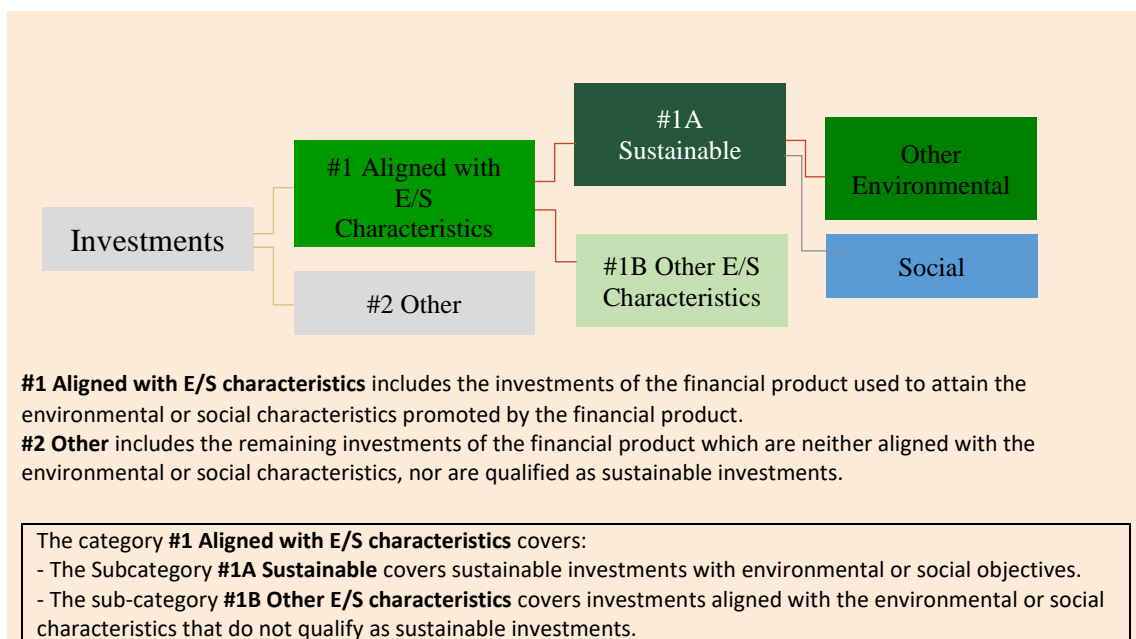 #1A
Sustainable
Other
Environmental
#1 Aligned with
E/S
Characteristics
Investments
#1B Other E/S
Characteristics
Social
#2 Other
#1 Aligned with E/S characteristics includes the investments of the financial product used to attain the
environmental or social characteristics promoted by the financial product.
#2 Other includes the remaining investments of the financial product which are neither aligned with the
environmental or social characteristics, nor are qualified as sustainable investments.
The category #1 Aligned with E/S characteristics covers:
- The Subcategory #1A Sustainable covers sustainable investments with environmental or social objectives.
- The sub-category #1B Other E/S characteristics covers investments aligned with the environmental or social
characteristics that do not qualify as sustainable investments.